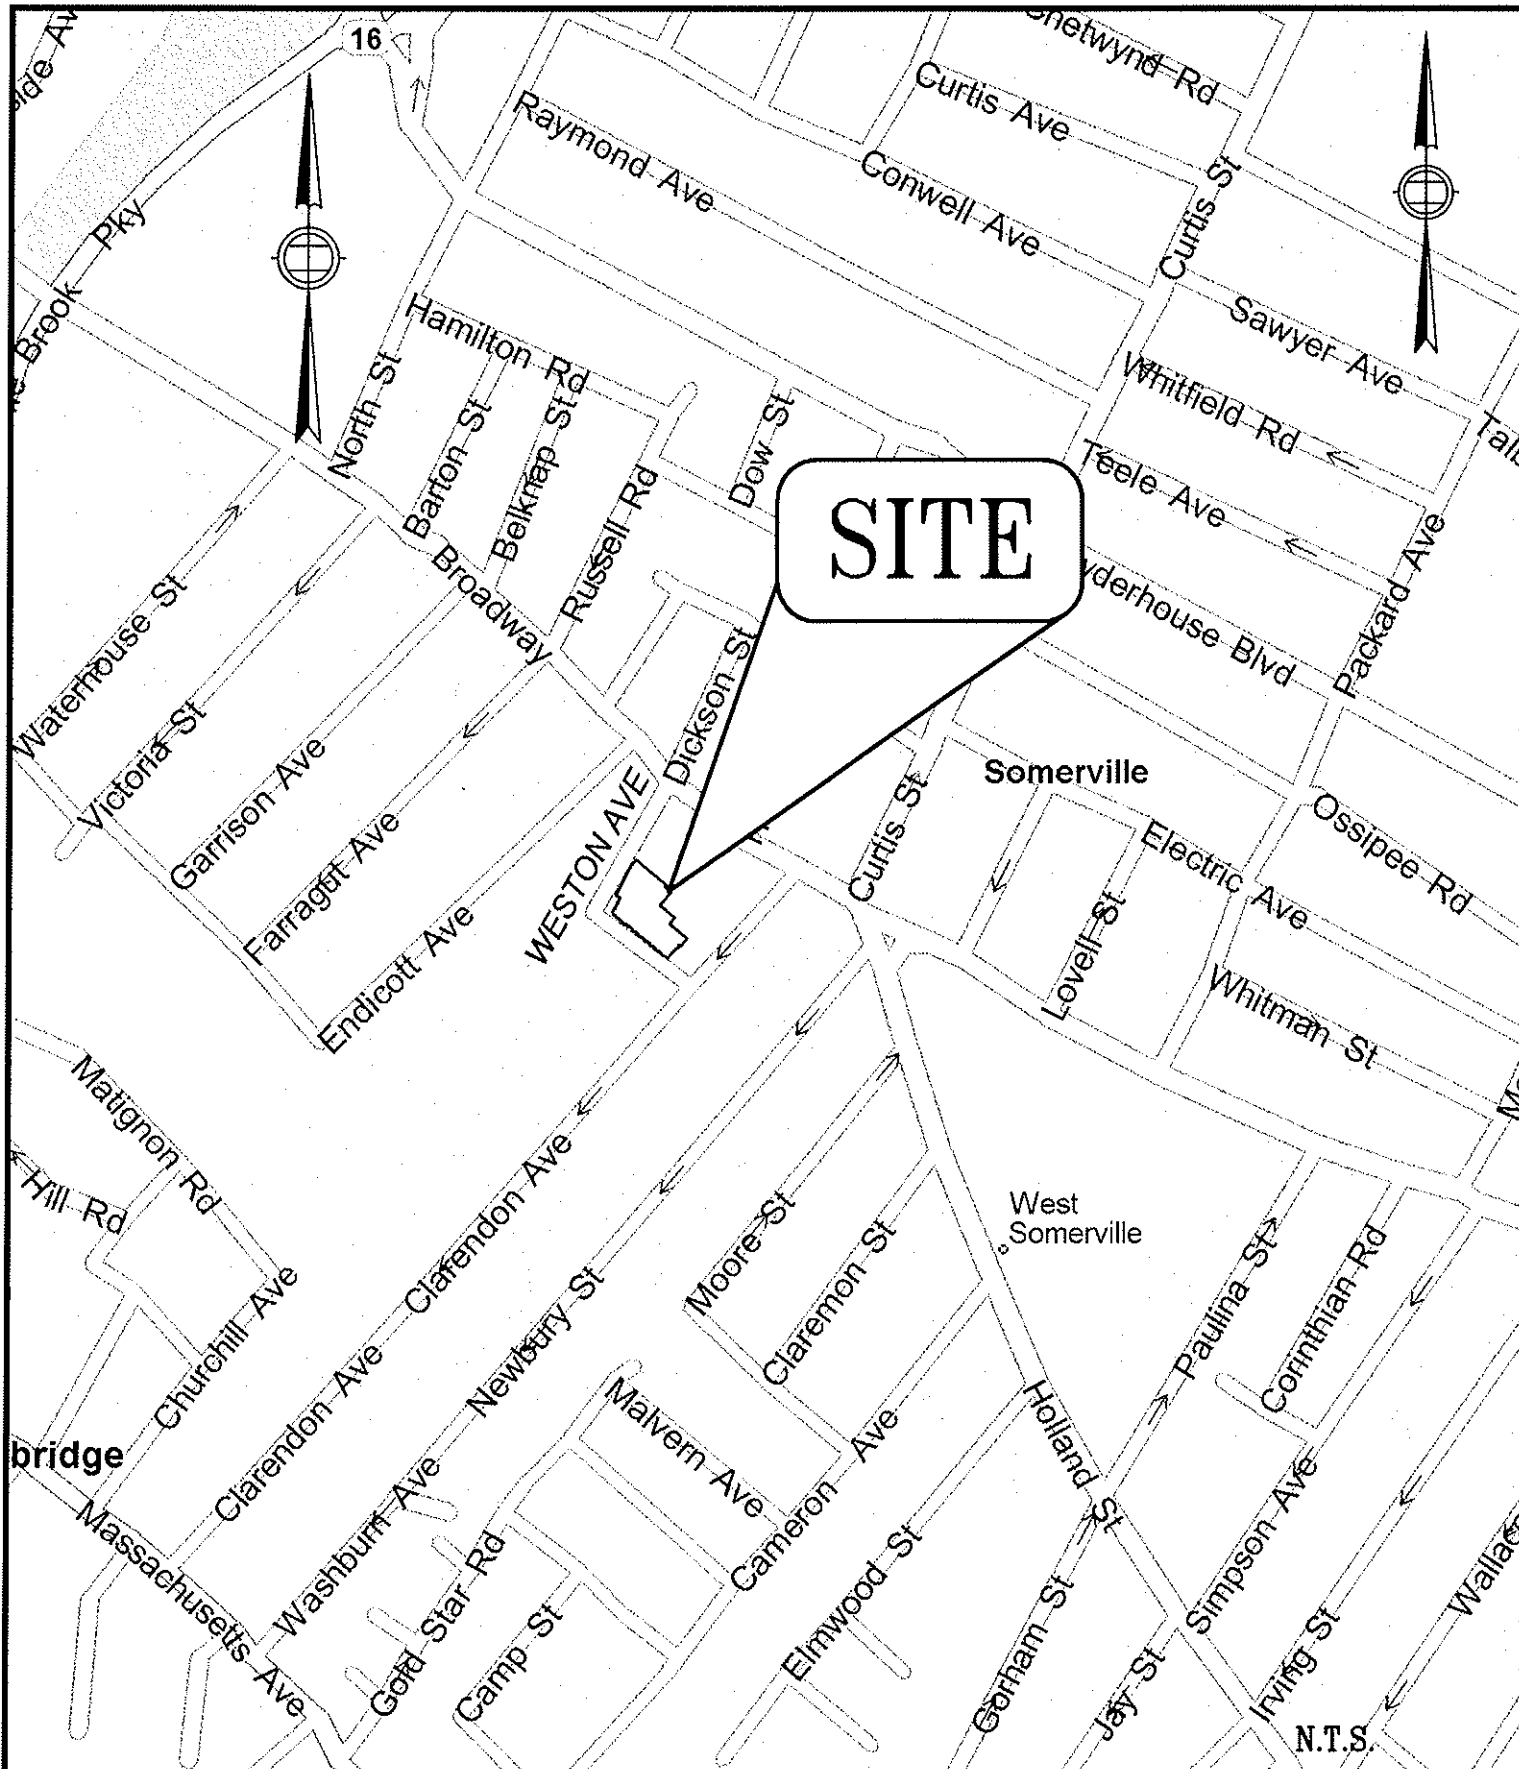 16
Chetwynd Rd
Curtis Ave
Raymond Ave
Conwell Ave
Curtis St
Pky
Brook
Hamilton Rd
Sawyer Ave
Whitfield Rd
North St
Barton St
Belknap St
Dow St
Teele Ave
Russell Rd
SITE
Broadway
Packard Ave
Waterhouse St
Dickson St
Victoria St
Garrison Ave
WESTON AVE
Somerville
Curtis St
Electric Ave
Ossipee Rd
Farragut Ave
Endicott Ave
Lovell St
Whitman St
Matignon Rd
Hill Rd
Clarendon Ave
West
Somerville
Moore St
Claremon St
Paulina St
Corinthian Rd
Churchill Ave
Newbury St
Clarendon Ave
Malvern Ave
Holland St
bridge
Massachusetts Ave
Washburn Ave
Cameron Ave
Simpson Ave
Gold Star Rd
Camp St
Elmwood St
Gorham St
Jay St
Irving St
N.T.S.